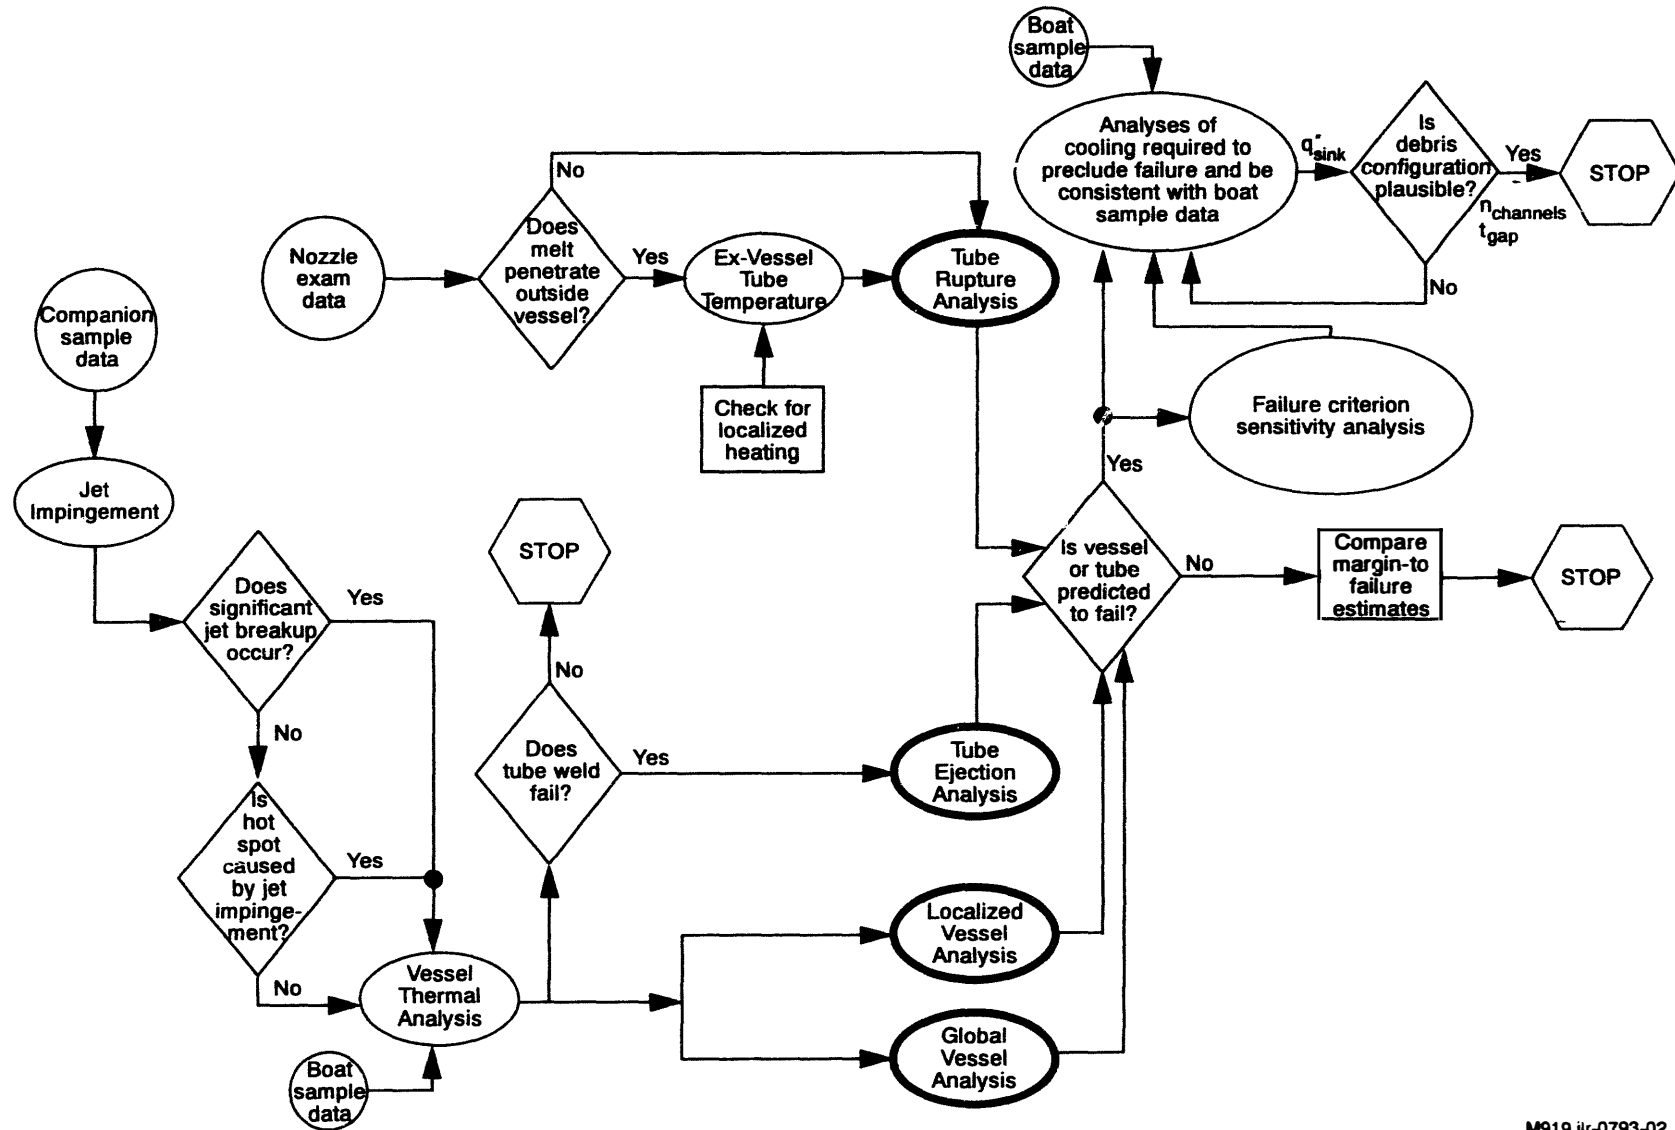 Boat
sample
data
Analyses of
cooling required to
preclude failure and be
consistent with boat
sample data
q"sink
Is
debris
configuration
plausible?
Yes
nchannels
tgap
STOP
No
No
Nozzle
exam
data
Does
melt
penetrate
outside
vessel?
Yes
Ex-Vessel
Tube
Temperature
Tube
Rupture
Analysis
Check for
localized
heating
Companion
sample
data
Jet
Impingement
Failure criterion
sensitivity analysis
Yes
Is vessel
or tube
predicted
to fail?
No
Compare
margin-to
failure
estimates
STOP
STOP
Does
significant
jet breakup
occur?
Yes
No
No
Does
tube weld
fail?
Yes
Tube
Ejection
Analysis
Is
hot
spot
caused
by jet
impinge-
ment?
Yes
No
Vessel
Thermal
Analysis
Localized
Vessel
Analysis
Global
Vessel
Analysis
Boat
sample
data
M919 jlr-0793-02